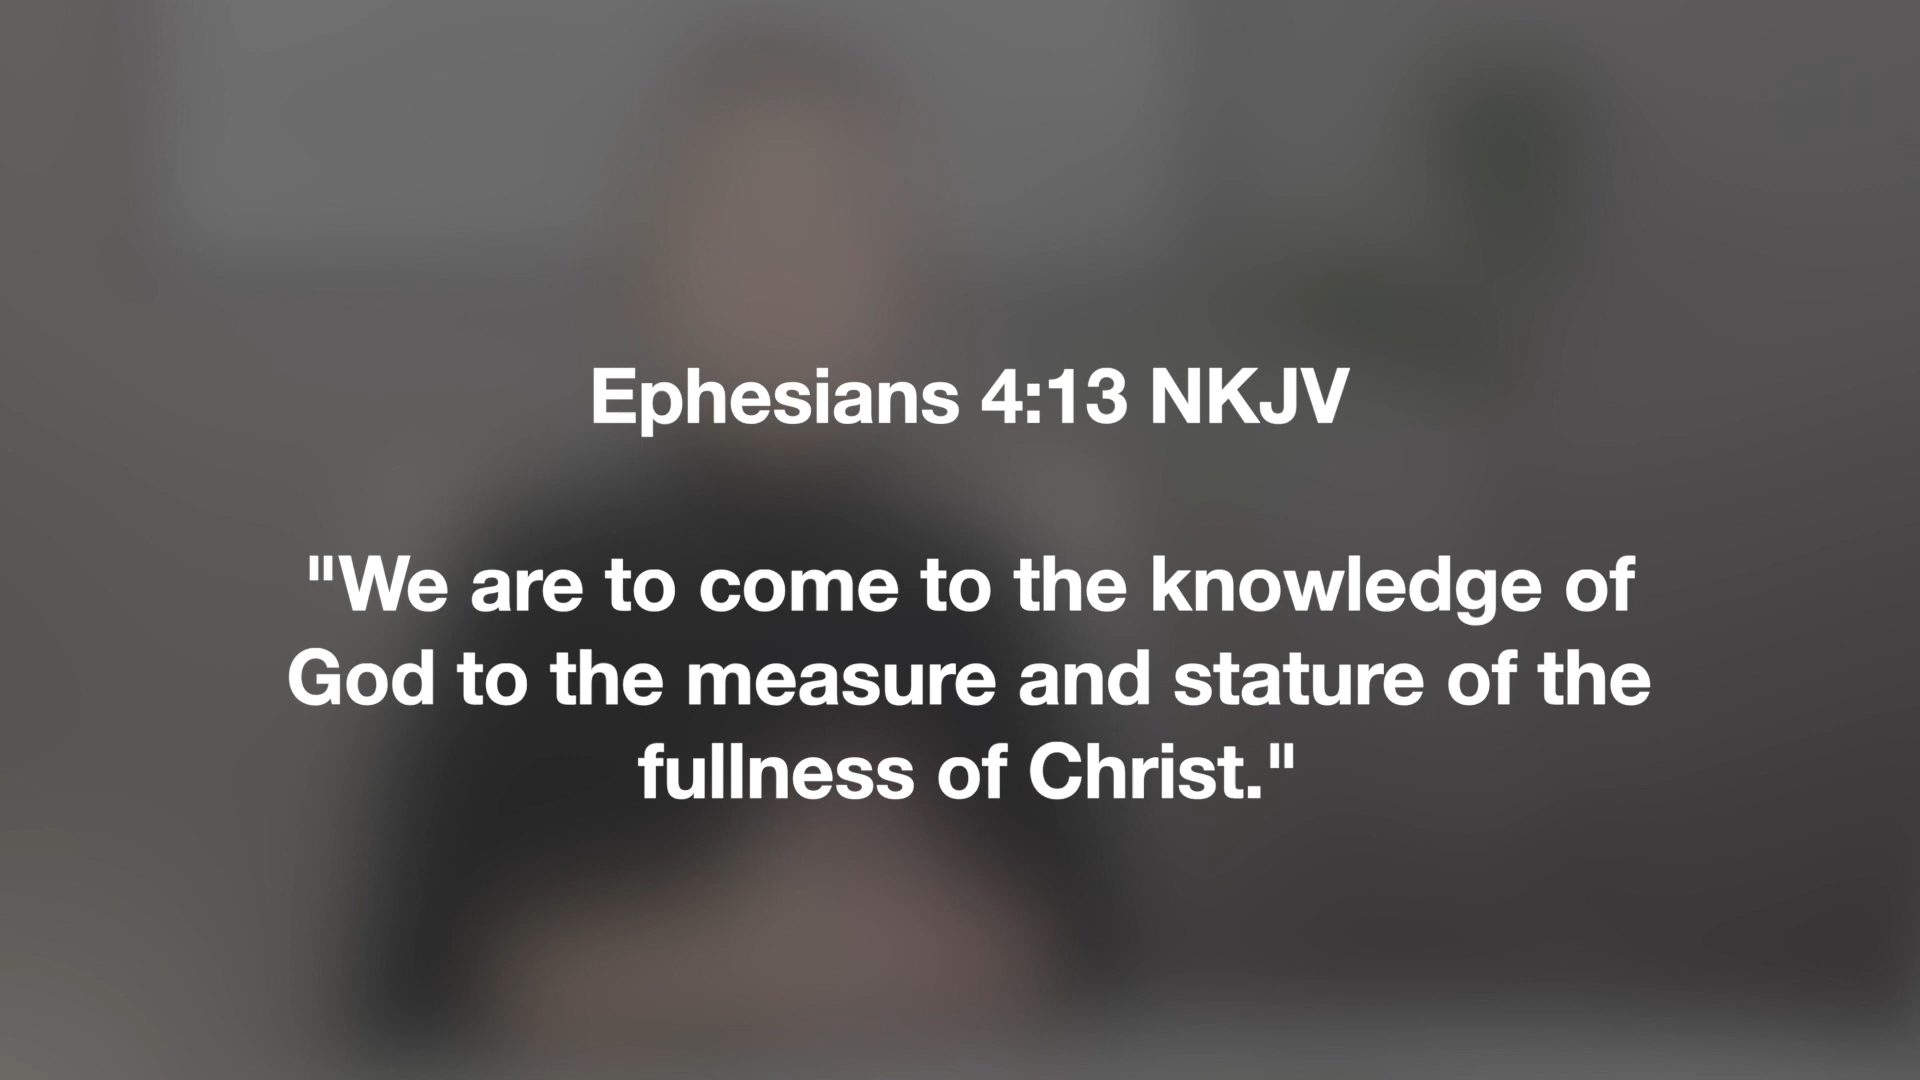 Ephesians 4:13 NKJV
"We are to come to the knowledge of
God to the measure and stature of the
fullness of Christ."